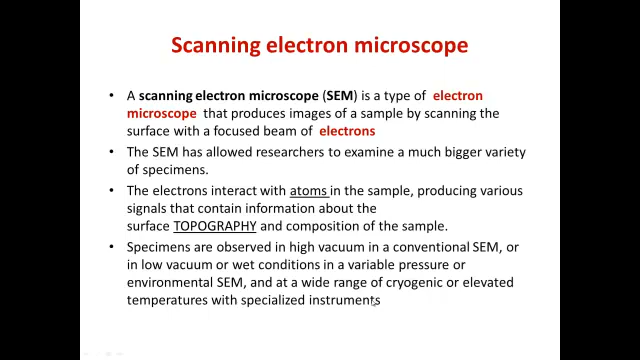 Scanning electron microscope
• A scanning electron microscope (SEM) is a type of electron
microscope that produces images of a sample by scanning the
surface with a focused beam of electrons
• The SEM has allowed researchers to examine a much bigger variety
of specimens.
• The electrons interact with atoms in the sample, producing various
signals that contain information about the
surface TOPOGRAPHY and composition of the sample.
• Specimens are observed in high vacuum in a conventional SEM, or
in low vacuum or wet conditions in a variable pressure or
environmental SEM, and at a wide range of cryogenic or elevated
temperatures with specialized instruments